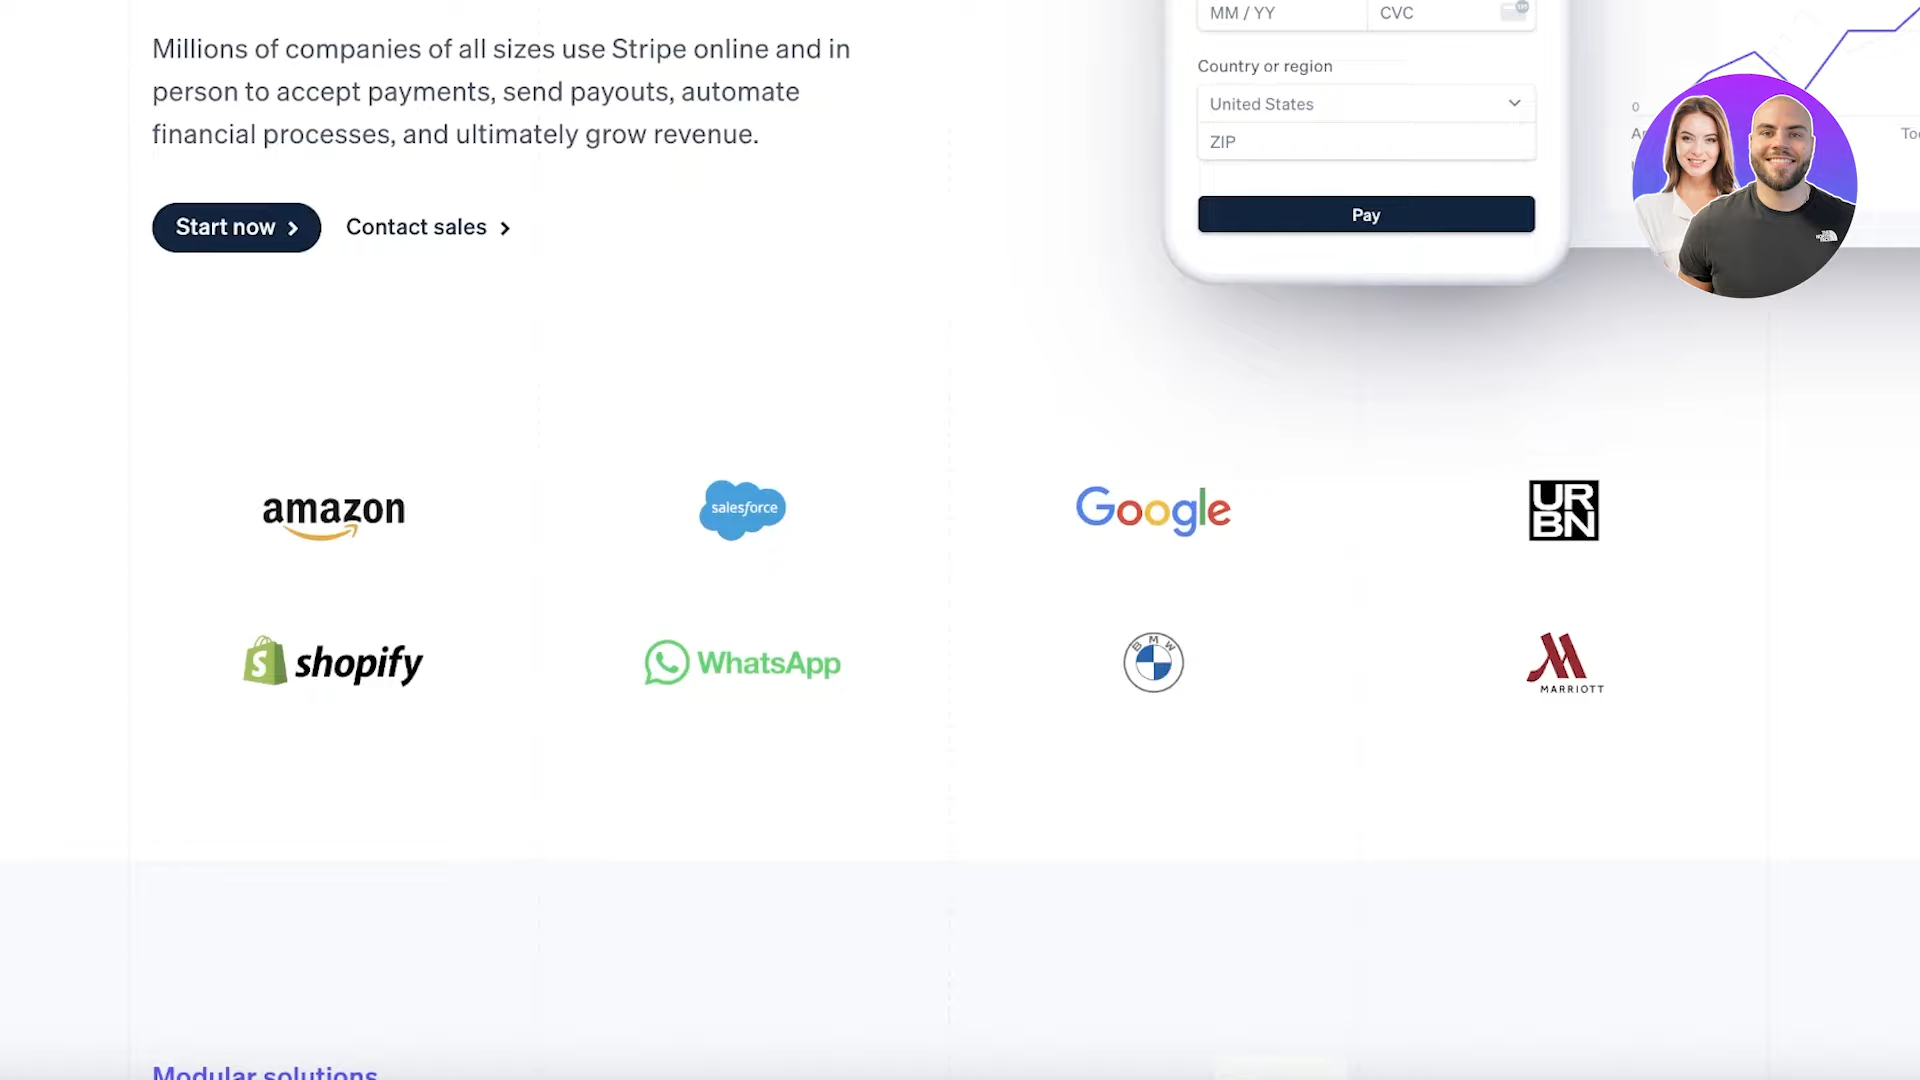 Millions of companies of all sizes use Stripe online and in
person to accept payments, send payouts, automate
financial processes, and ultimately grow revenue.
Start now
Contact sales
MM / YY
CVC
Country or region
United States
ZIP
Pay
0
amazon
salesforce
Google
UR
BN
shopify
WhatsApp
BMW
MARRIOTT
Modular solutions